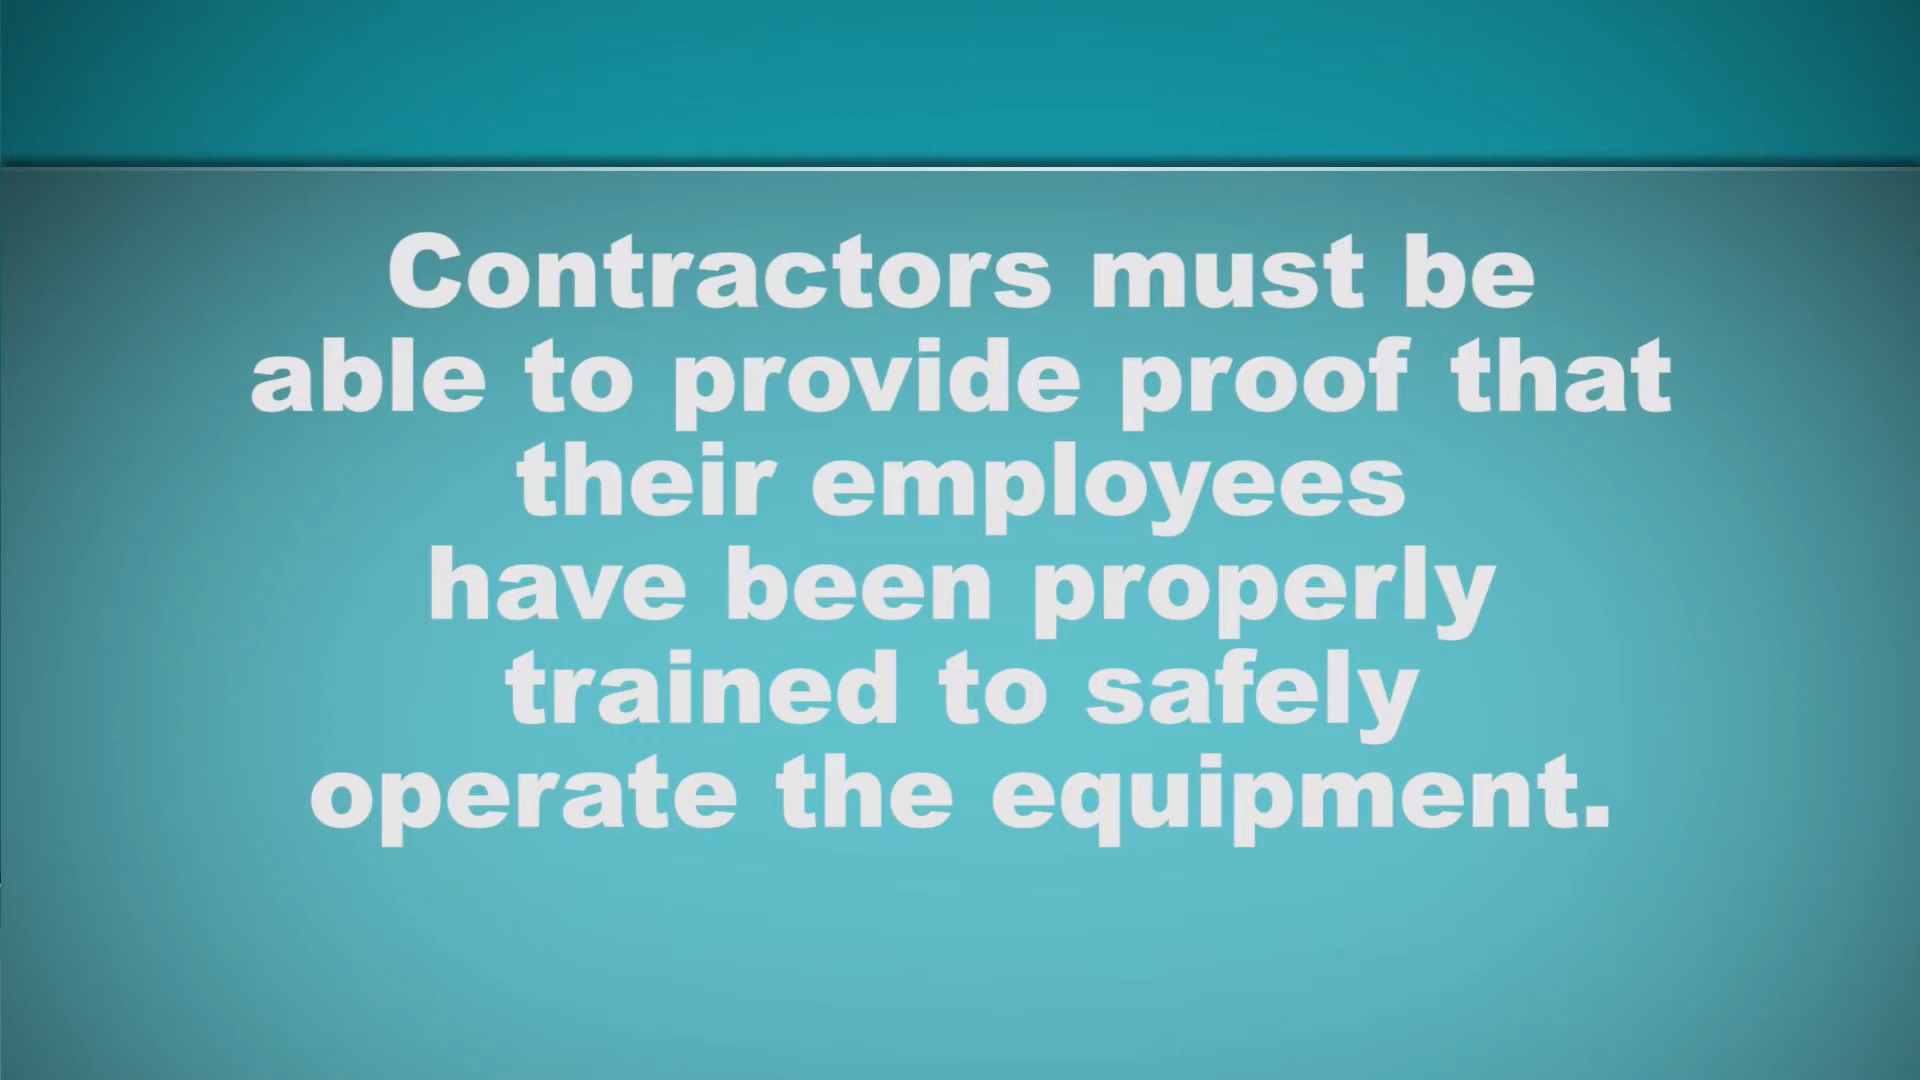 Contractors must be
able to provide proof that
their employees
have been properly
trained to safely
operate the equipment.